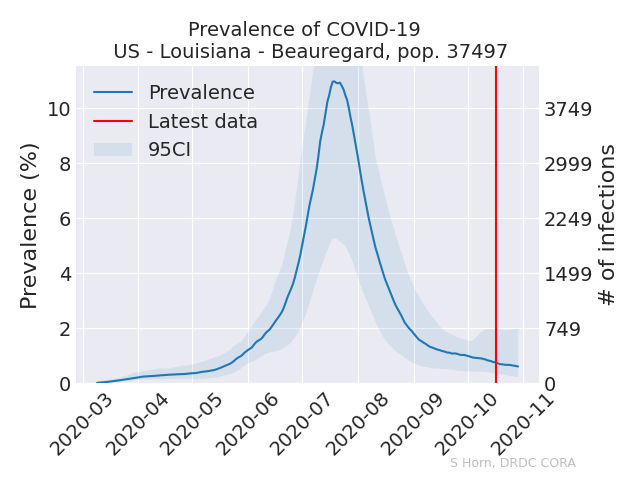 Prevalence of COVID-19
US - Louisiana - Beauregard, pop. 37497
Prevalence
Latest data
95CI
Prevalence (%)
10
8
6
4
2
0
3749
2999
2249
1499
749
0
# of infections
2020-03
2020-04
2020-05
2020-06
2020-07
2020-08
2020-09
2020-10
2020-11
S Horn, DRDC CORA